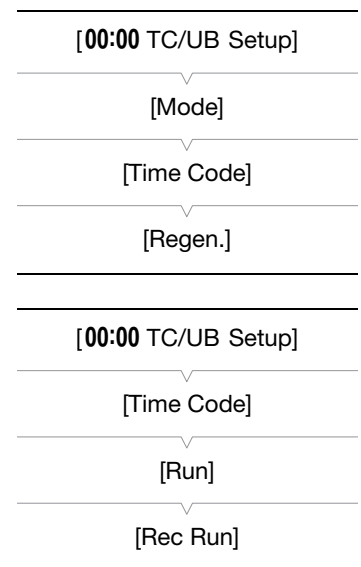 [00:00 TC/UB Setup]
[Mode]
[Time Code]
[Regen.]
[00:00 TC/UB Setup]
[Time Code]
[Run]
[Rec Run]